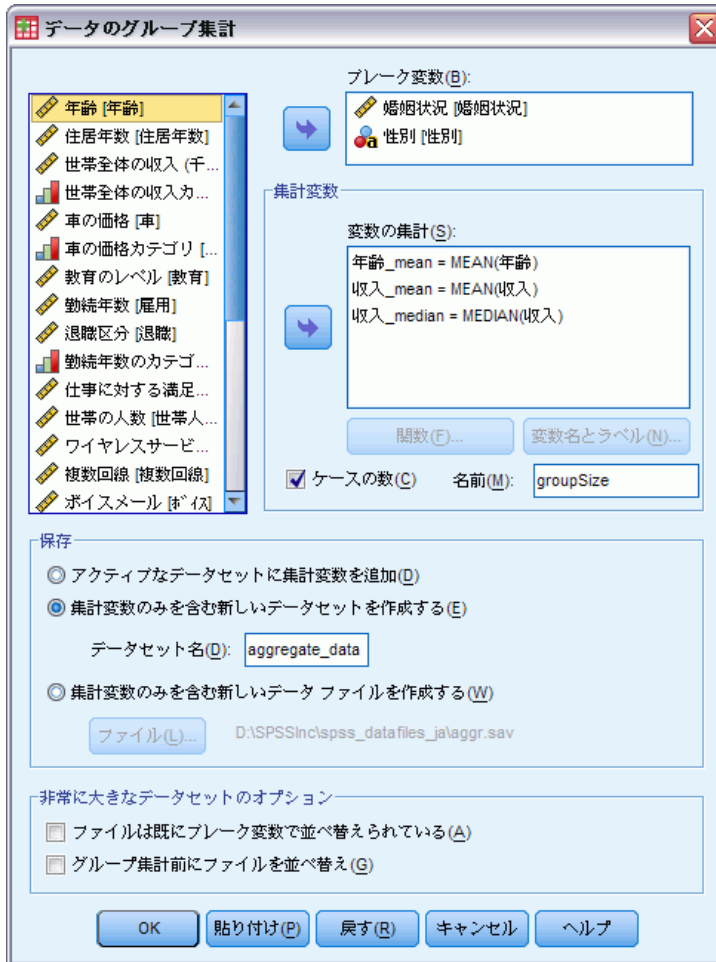 データのグループ集計
年齢 [年齢]
住居年数 [住居年数]
世帯全体の収入 (千...
世帯全体の収入カ...
車の価格 [車]
車の価格カテゴリ [...
教育のレベル [教育]
勤続年数 [雇用]
退職区分 [退職]
勤続年数のカテゴ...
仕事に対する満足...
世帯の人数 [世帯人...
ワイヤレスサービ...
複数回線 [複数回線]
ボイスメール [ﾎﾞｲｽ]
ブレーク変数(B):
婚姻状況 [婚姻状況]
性別 [性別]
集計変数
変数の集計(S):
年齢_mean = MEAN(年齢)
収入_mean = MEAN(収入)
収入_median = MEDIAN(収入)
関数(F)...
変数名とラベル(N)...
ケースの数(C) 名前(M): groupSize
保存
アクティブなデータセットに集計変数を追加(D)
集計変数のみを含む新しいデータセットを作成する(E)
データセット名(D): aggregate_data
集計変数のみを含む新しいデータ ファイルを作成する(W)
ファイル(L)... D:\SPSSInc\spss_datafiles_ja\aggr.sav
非常に大きなデータセットのオプション
ファイルは既にブレーク変数で並べ替えられている(A)
グループ集計前にファイルを並べ替え(G)
OK 貼り付け(P) 戻す(R) キャンセル ヘルプ